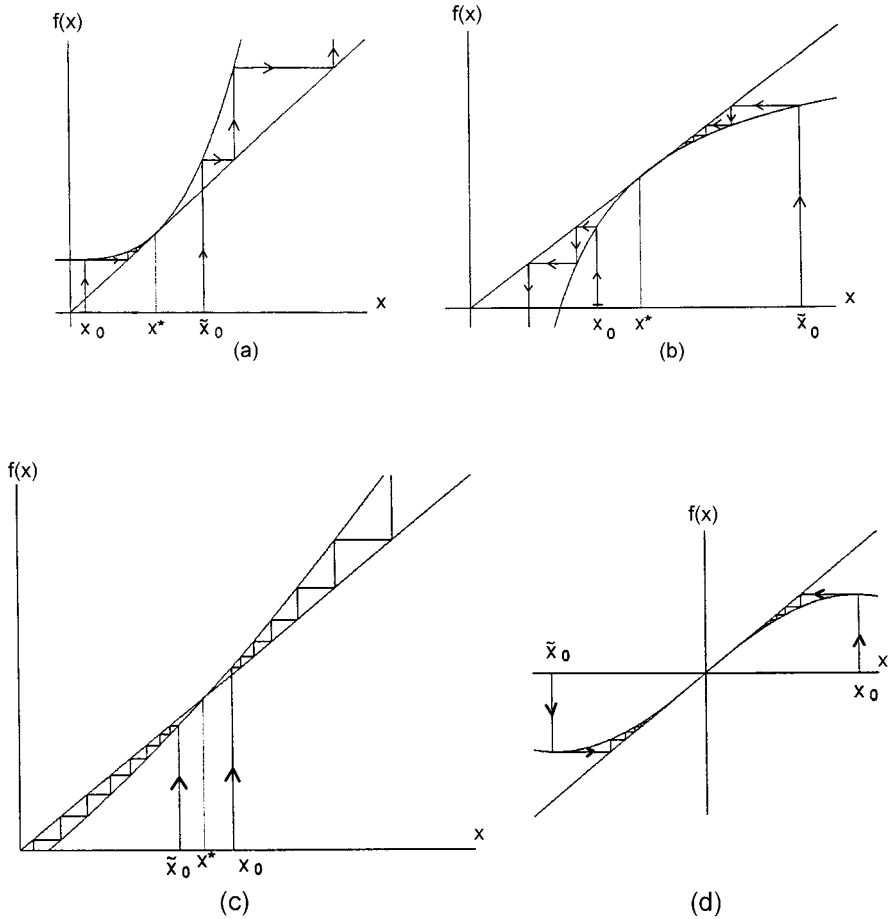 f(x)
x
x₀ x* x̃₀
(a)
f(x)
x
x₀ x* x̃₀
(b)
f(x)
x
x̃₀ x* x₀
(c)
f(x)
x̃₀
x
x₀
(d)